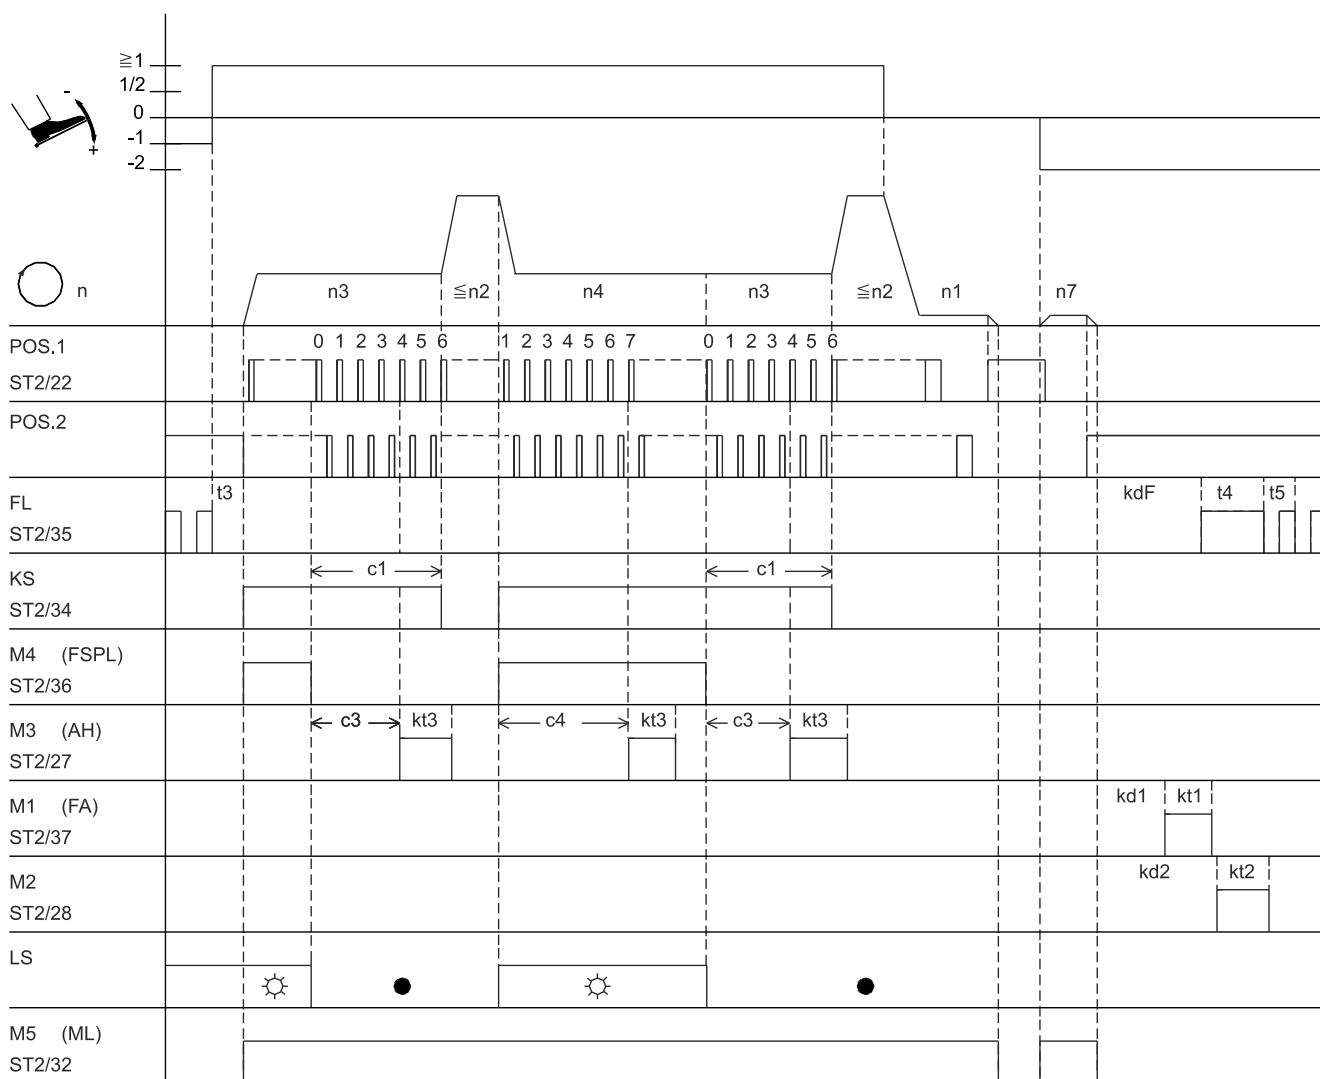 ≧1
1/2
0
-1
-2
-
+
n
n3
≦n2
n4
n3
≦n2
n1
n7
POS.1
ST2/22
0 1 2 3 4 5 6
1 2 3 4 5 6 7
0 1 2 3 4 5 6
POS.2
FL
ST2/35
t3
kdF
t4
t5
KS
ST2/34
c1
c1
M4 (FSPL)
ST2/36
M3 (AH)
ST2/27
c3
kt3
c4
kt3
c3
kt3
M1 (FA)
ST2/37
kd1
kt1
M2
ST2/28
kd2
kt2
LS
M5 (ML)
ST2/32